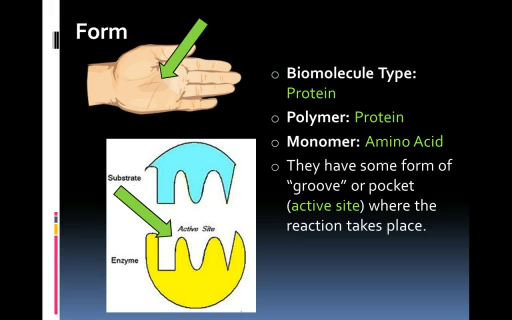 Form
○ Biomolecule Type:
Protein
○ Polymer: Protein
○ Monomer: Amino Acid
○ They have some form of
“groove” or pocket
(active site) where the
reaction takes place.
Substrate
Active Site
Enzyme